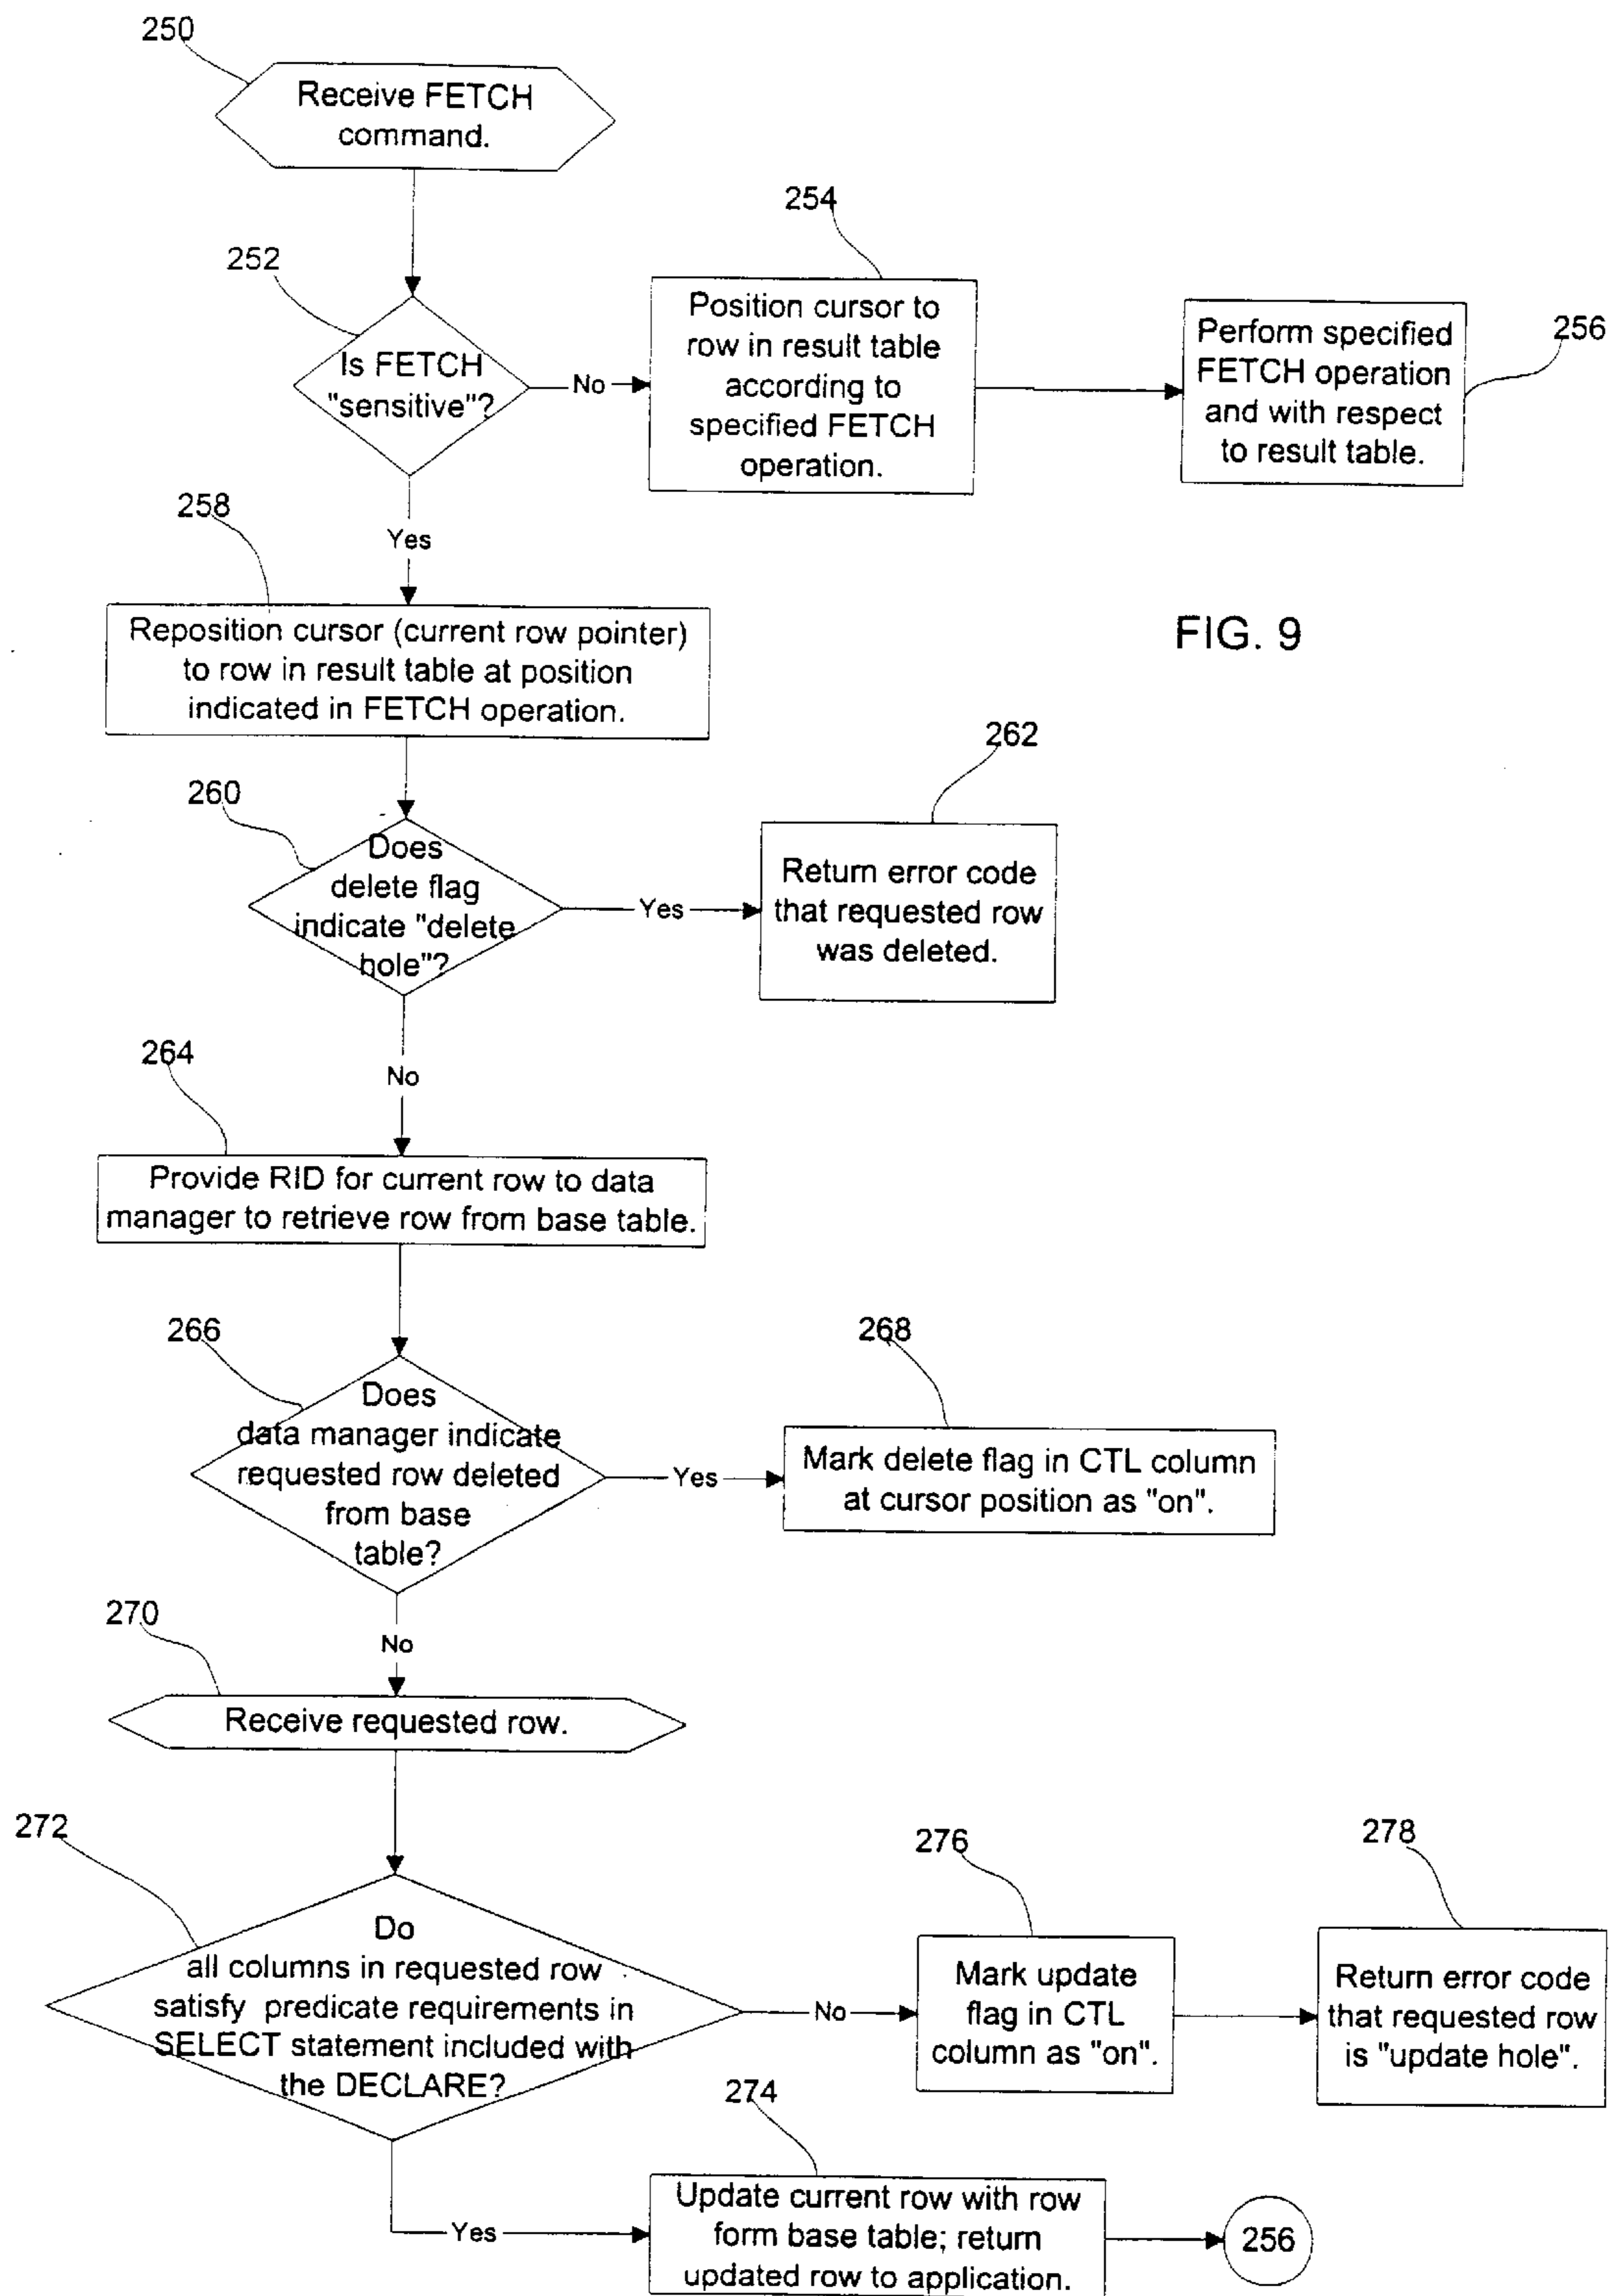 250
Receive FETCH
command.
252
Is FETCH
"sensitive"?
No
254
Position cursor to
row in result table
according to
specified FETCH
operation.
256
Perform specified
FETCH operation
and with respect
to result table.
Yes
258
Reposition cursor (current row pointer)
to row in result table at position
indicated in FETCH operation.
FIG. 9
260
Does
delete flag
indicate "delete
hole"?
Yes
262
Return error code
that requested row
was deleted.
No
264
Provide RID for current row to data
manager to retrieve row from base table.
266
Does
data manager indicate
requested row deleted
from base
table?
Yes
268
Mark delete flag in CTL column
at cursor position as "on".
No
270
Receive requested row.
272
Do
all columns in requested row
satisfy predicate requirements in
SELECT statement included with
the DECLARE?
No
276
Mark update
flag in CTL
column as "on".
278
Return error code
that requested row
is "update hole".
Yes
274
Update current row with row
form base table; return
updated row to application.
256